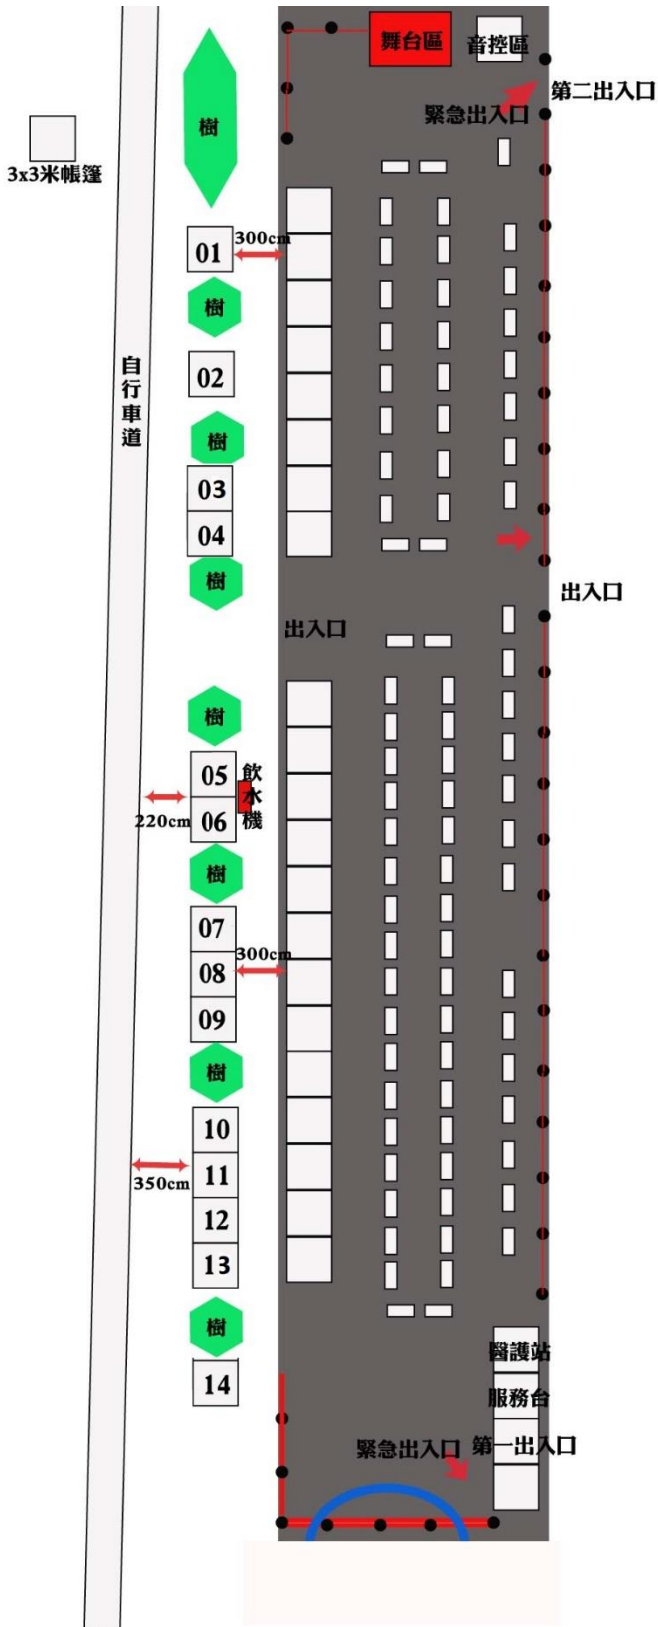 舞台區
音控區
第二出入口
緊急出入口
樹
3x3米帳篷
01
300cm
樹
02
自行車道
樹
03
04
樹
出入口
出入口
樹
05
飲水機
06
220cm
樹
07
08
300cm
09
樹
10
11
350cm
12
13
樹
14
醫護站
服務台
緊急出入口
第一出入口